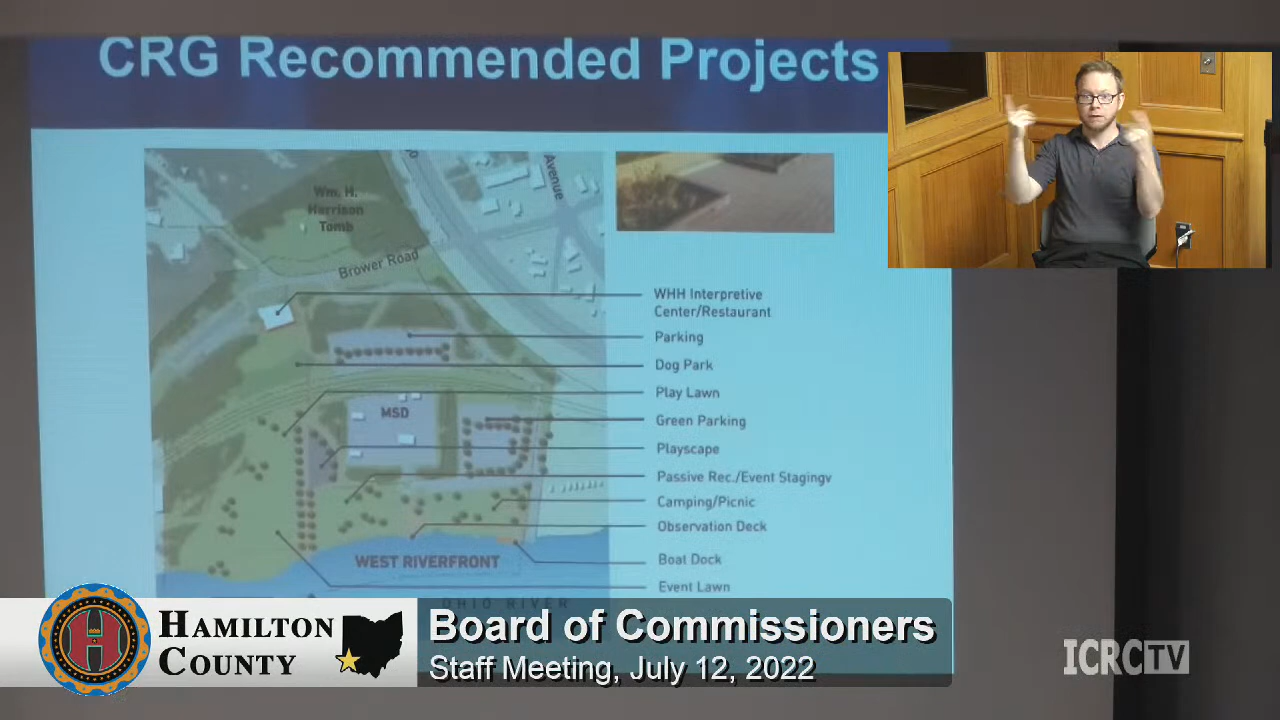 CRG Recommended Projects
Avenue
Wm. H.
Harrison
Tomb
Brower Road
WHH Interpretive
Center/Restaurant
Parking
Dog Park
Play Lawn
MSD
Green Parking
Playscape
Passive Rec./Event Stagingv
Camping/Picnic
Observation Deck
WEST RIVERFRONT
Boat Dock
Event Lawn
OHIO RIVER
HAMILTON
COUNTY
H
Board of Commissioners
Staff Meeting, July 12, 2022
ICRCTV